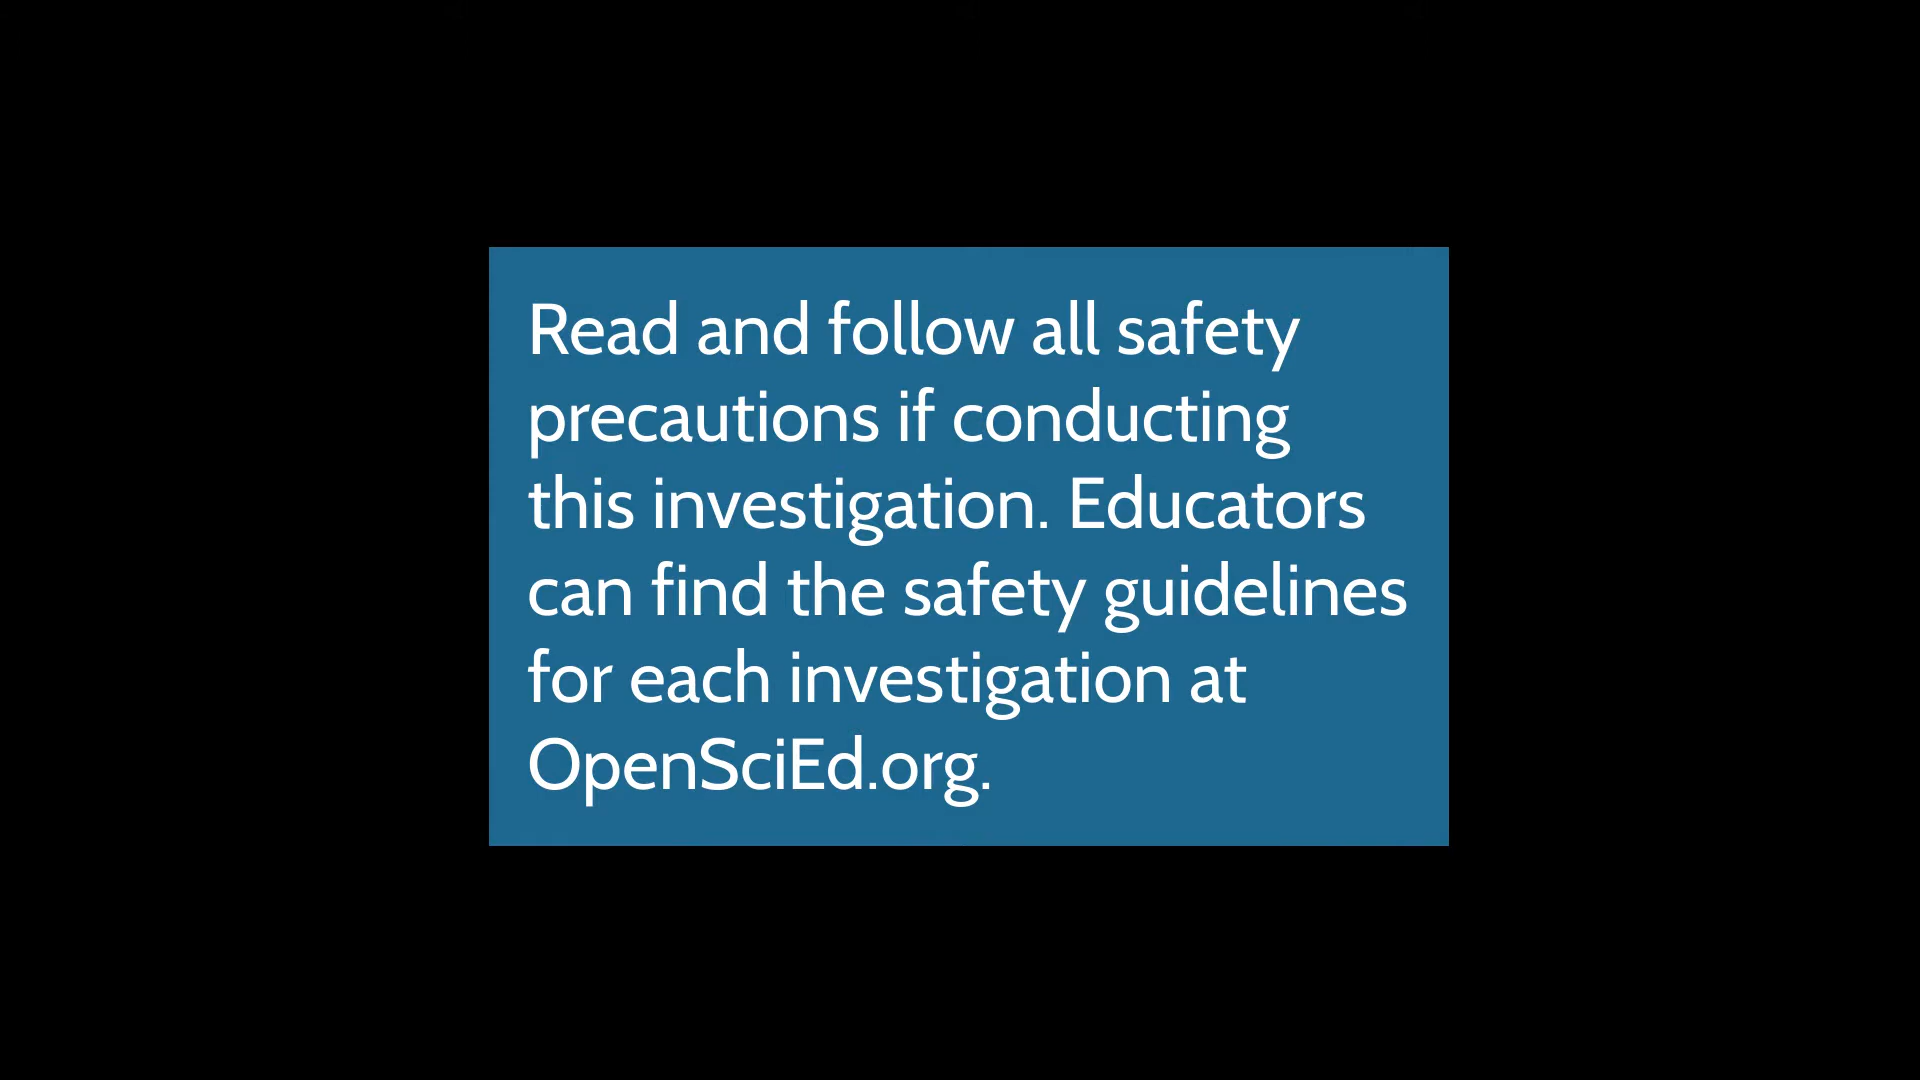 Read and follow all safety
precautions if conducting
this investigation. Educators
can find the safety guidelines
for each investigation at
OpenSciEd.org.